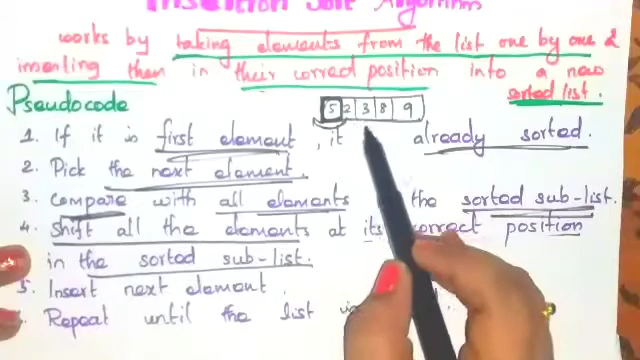 Insertion Sort Algorithm
works by taking elements from the list one by one &
inserting them in their correct position into a new
sorted list.
Pseudocode
5 2 3 8 9
1. If it is first element, it already sorted.
2. Pick the next element.
3. Compare with all elements the sorted sub-list.
4. Shift all the elements at its correct position
in the sorted sub-list.
5. Insert next element.
Repeat until the list